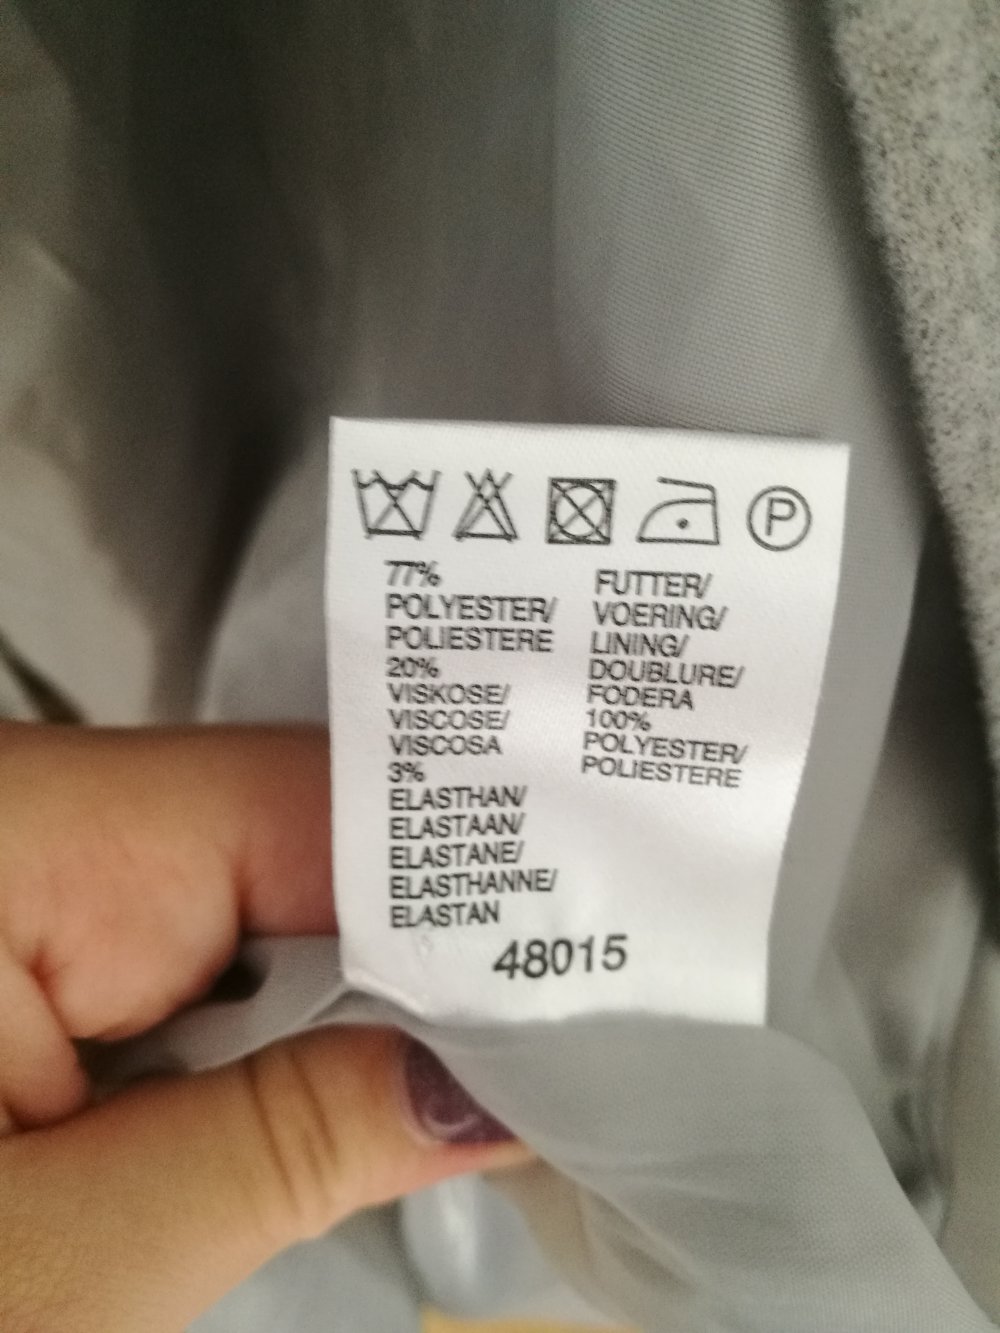 P
77%
POLYESTER/
POLIESTERE
20%
VISKOSE/
VISCOSE/
VISCOSA
3%
ELASTHAN/
ELASTAAN/
ELASTANE/
ELASTHANNE/
ELASTAN
FUTTER/
VOERING/
LINING/
DOUBLURE/
FODERA
100%
POLYESTER/
POLIESTERE
48015